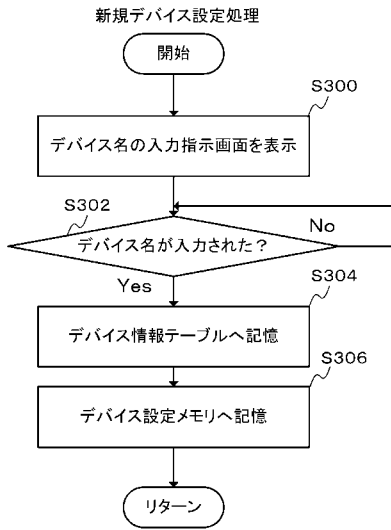 新規デバイス設定処理
開始
S300
デバイス名の入力指示画面を表示
S302
デバイス名が入力された？
No
Yes
S304
デバイス情報テーブルへ記憶
S306
デバイス設定メモリへ記憶
リターン